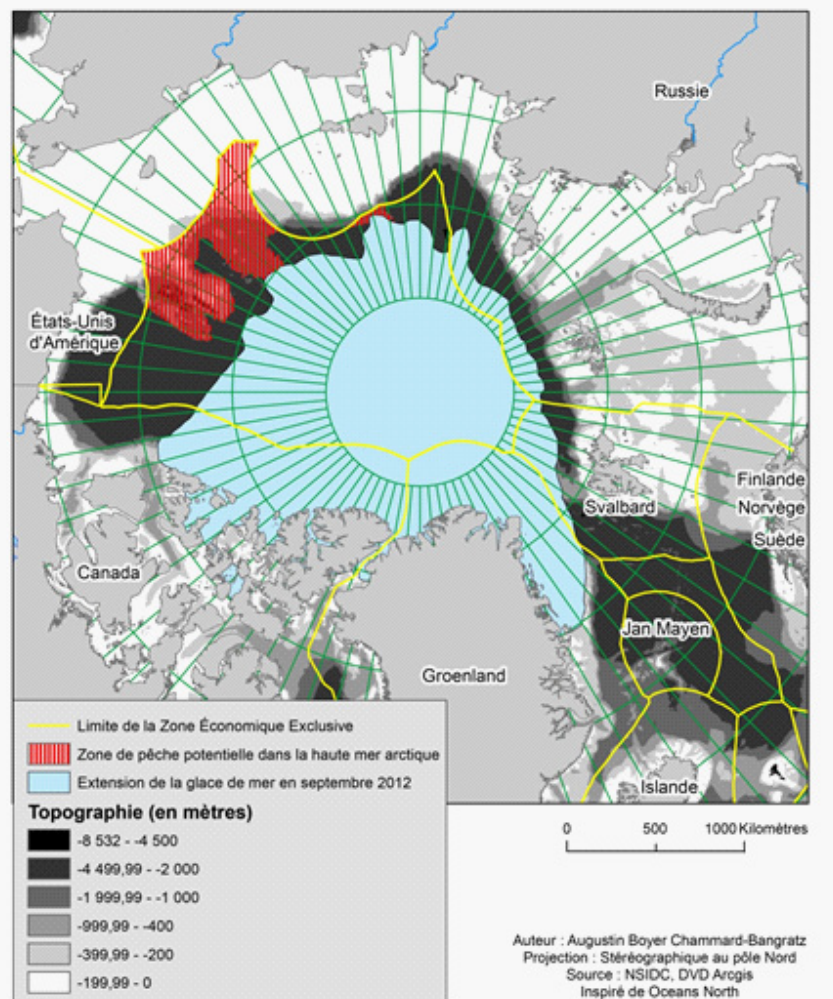 Russie
États-Unis
d'Amérique
Finlande
Norvège
Suède
Svalbard
Canada
Jan Mayen
Groenland
Islande
Limite de la Zone Économique Exclusive
Zone de pêche potentielle dans la haute mer arctique
Extension de la glace de mer en septembre 2012
Topographie (en mètres)
-8 532 - -4 500
-4 499,99 - -2 000
-1 999,99 - -1 000
-999,99 - -400
-399,99 - -200
-199,99 - 0
0 500 1000 Kilomètres
Auteur : Augustin Boyer Chammard-Bangratz
Projection : Stéréographique au pôle Nord
Source : NSIDC, DVD Arcgis
Inspiré de Oceans North